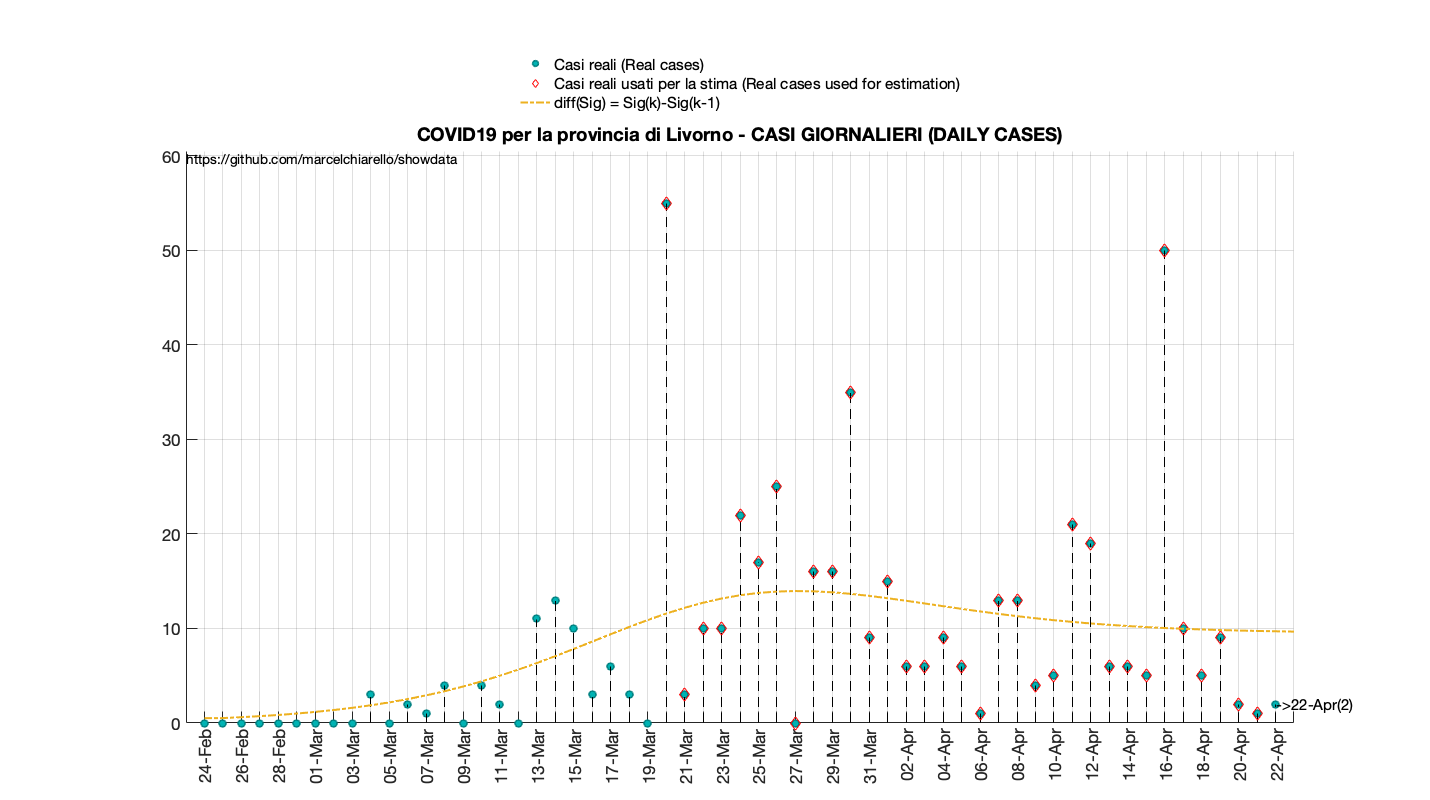 Casi reali (Real cases)
Casi reali usati per la stima (Real cases used for estimation)
diff(Sig) = Sig(k)-Sig(k-1)
COVID19 per la provincia di Livorno - CASI GIORNALIERI (DAILY CASES)
https://github.com/marcelchiarello/showdata
60
50
40
30
20
10
0
->22-Apr(2)
24-Feb
26-Feb
28-Feb
01-Mar
03-Mar
05-Mar
07-Mar
09-Mar
11-Mar
13-Mar
15-Mar
17-Mar
19-Mar
21-Mar
23-Mar
25-Mar
27-Mar
29-Mar
31-Mar
02-Apr
04-Apr
06-Apr
08-Apr
10-Apr
12-Apr
14-Apr
16-Apr
18-Apr
20-Apr
22-Apr